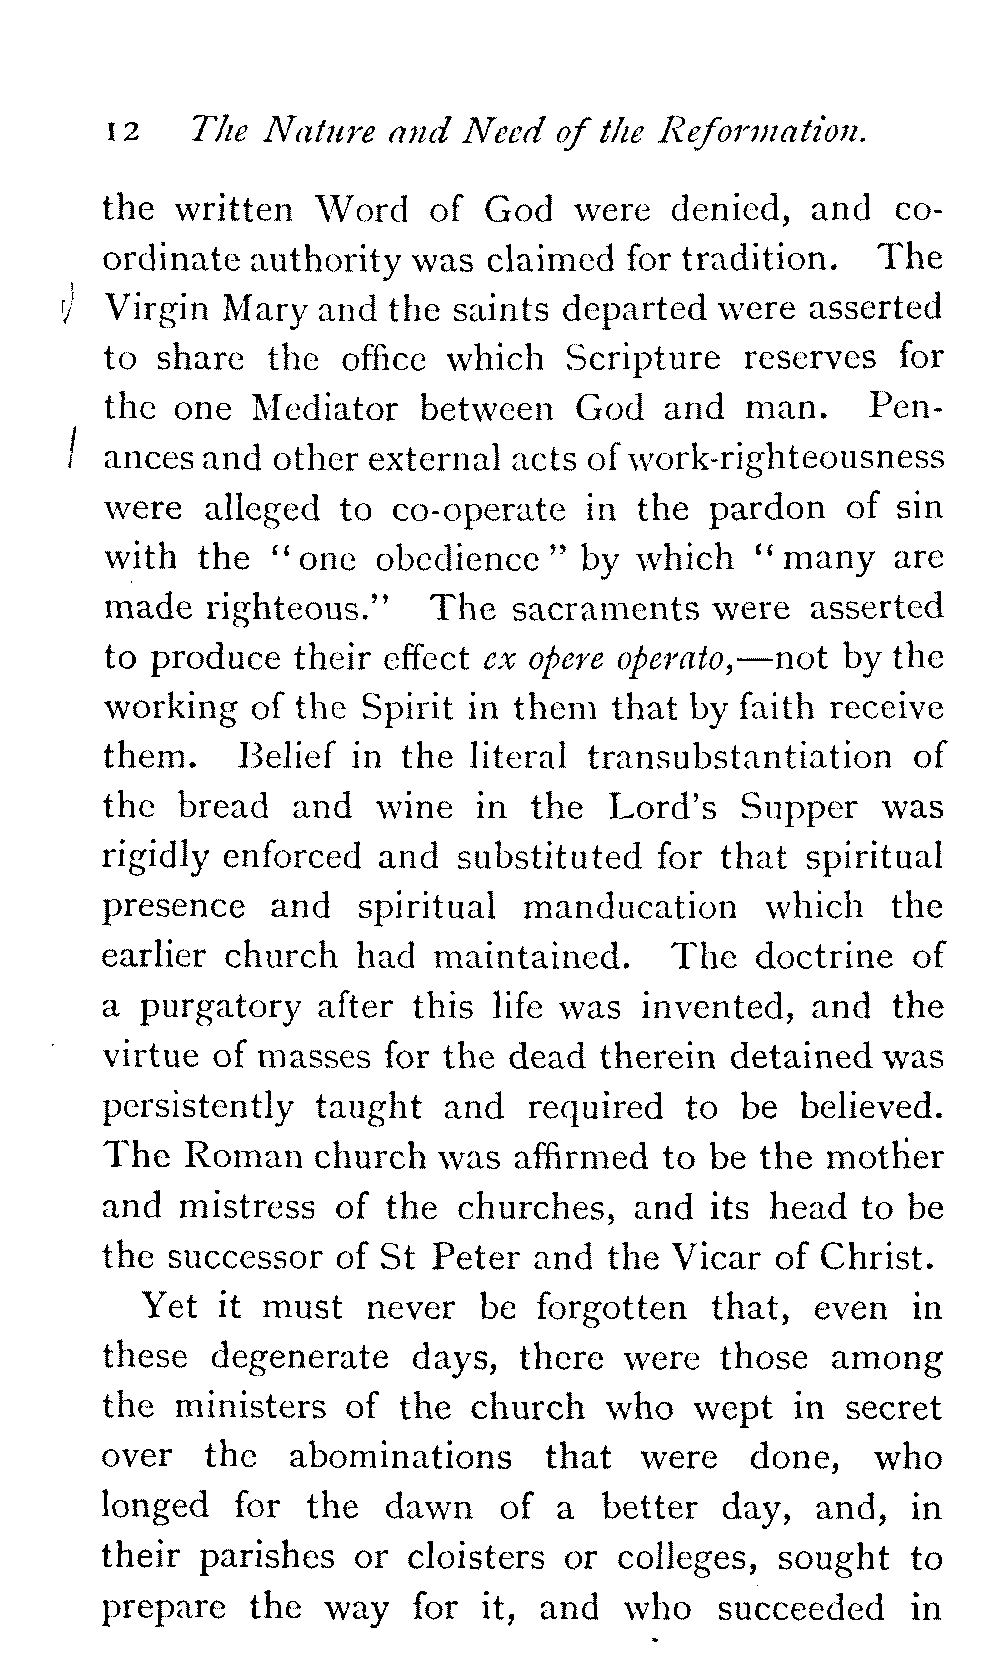 12 The Nature and Need of the Reformation.
the written Word of God were denied, and co-
ordinate authority was claimed for tradition. The
Virgin Mary and the saints departed were asserted
to share the office which Scripture reserves for
the one Mediator between God and man. Pen-
ances and other external acts of work-righteousness
were alleged to co-operate in the pardon of sin
with the "one obedience" by which "many are
made righteous." The sacraments were asserted
to produce their effect ex opere operato,—not by the
working of the Spirit in them that by faith receive
them. Belief in the literal transubstantiation of
the bread and wine in the Lord's Supper was
rigidly enforced and substituted for that spiritual
presence and spiritual manducation which the
earlier church had maintained. The doctrine of
a purgatory after this life was invented, and the
virtue of masses for the dead therein detained was
persistently taught and required to be believed.
The Roman church was affirmed to be the mother
and mistress of the churches, and its head to be
the successor of St Peter and the Vicar of Christ.
Yet it must never be forgotten that, even in
these degenerate days, there were those among
the ministers of the church who wept in secret
over the abominations that were done, who
longed for the dawn of a better day, and, in
their parishes or cloisters or colleges, sought to
prepare the way for it, and who succeeded in